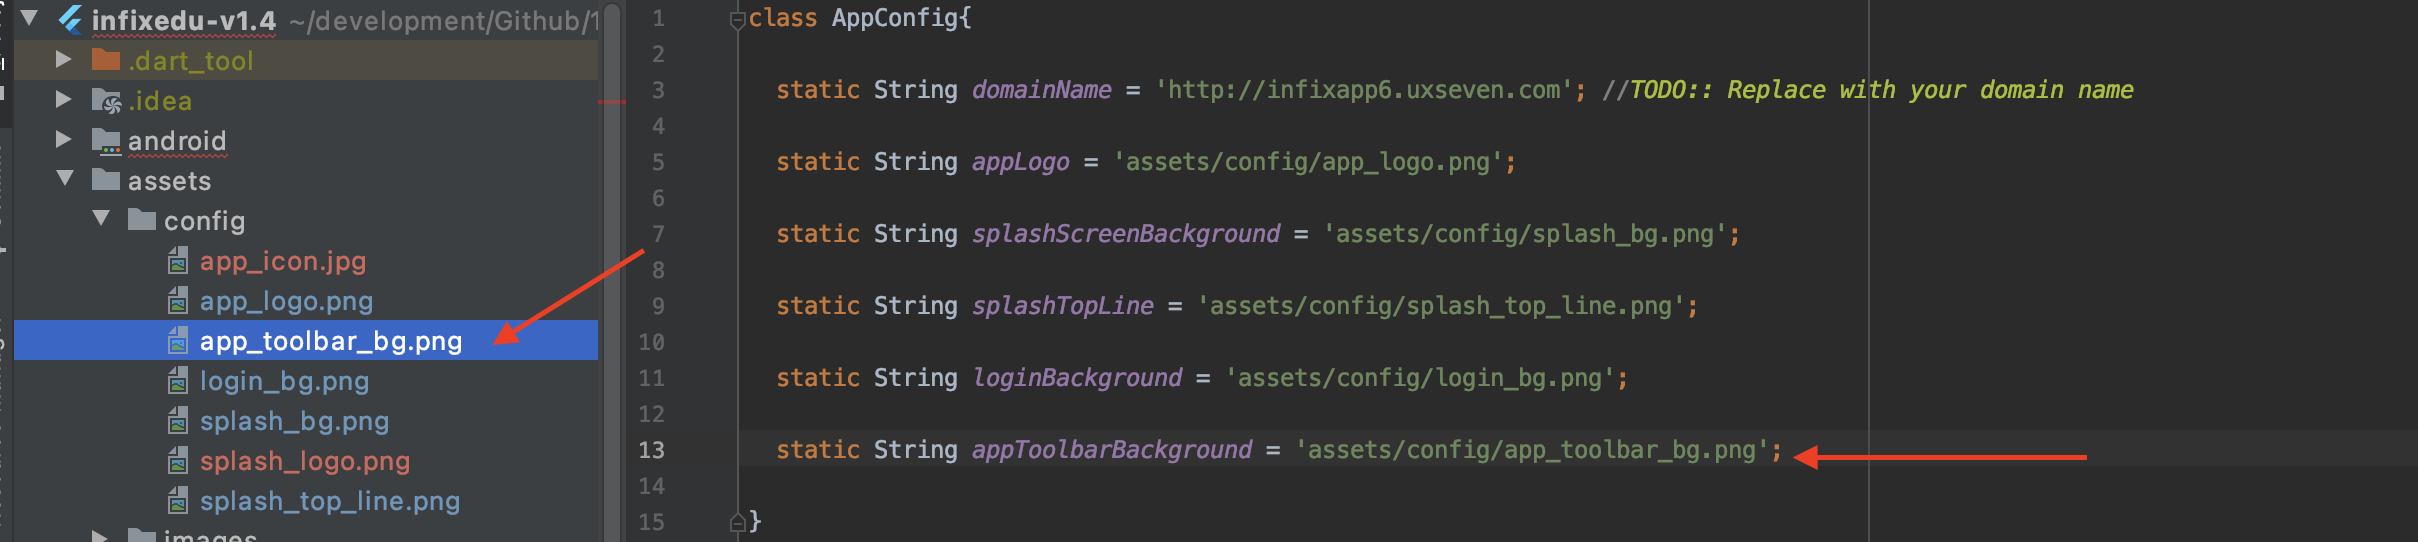 infixedu-v1.4 ~/development/Github/1
.dart_tool
.idea
android
assets
config
app_icon.jpg
app_logo.png
app_toolbar_bg.png
login_bg.png
splash_bg.png
splash_logo.png
splash_top_line.png
images
1 class AppConfig{
2
3 static String domainName = 'http://infixapp6.uxseven.com'; //TODO:: Replace with your domain name
4
5 static String appLogo = 'assets/config/app_logo.png';
6
7 static String splashScreenBackground = 'assets/config/splash_bg.png';
8
9 static String splashTopLine = 'assets/config/splash_top_line.png';
10
11 static String loginBackground = 'assets/config/login_bg.png';
12
13 static String appToolbarBackground = 'assets/config/app_toolbar_bg.png';
14
15 }